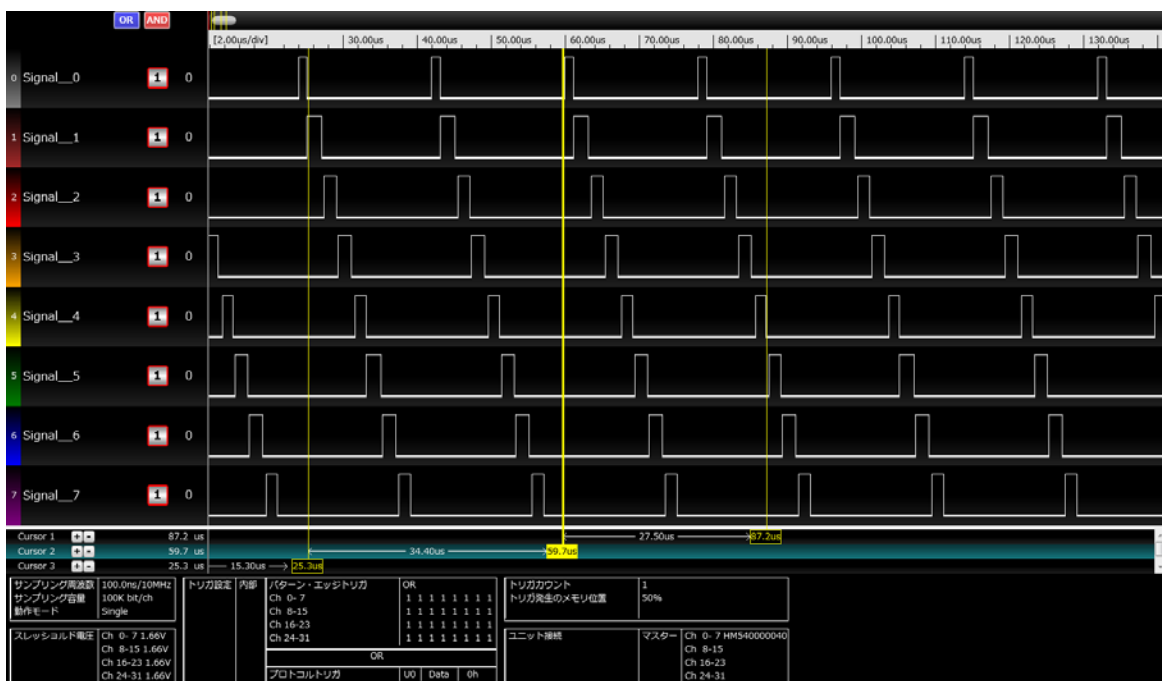 OR AND
[2.00us/div] 30.00us 40.00us 50.00us 60.00us 70.00us 80.00us 90.00us 100.00us 110.00us 120.00us 130.00us
0 Signal__0 1 0
1 Signal__1 1 0
2 Signal__2 1 0
3 Signal__3 1 0
4 Signal__4 1 0
5 Signal__5 1 0
6 Signal__6 1 0
7 Signal__7 1 0
Cursor 1 + - 87.2 us 27.50us 87.2us
Cursor 2 + - 59.7 us 34.40us 59.7us
Cursor 3 + - 25.3 us 15.30us 25.3us
サンプリング周波数 100.0ns/10MHz トリガ設定 内部 パターン・エッジトリガ OR トリガカウント 1
サンプリング容量 100K bit/ch Ch 0- 7 1 1 1 1 1 1 1 1 トリガ発生のメモリ位置 50%
動作モード Single Ch 8-15 1 1 1 1 1 1 1 1
Ch 16-23 1 1 1 1 1 1 1 1
スレッショルド電圧 Ch 0- 7 1.66V Ch 24-31 1 1 1 1 1 1 1 1 ユニット接続 マスター Ch 0- 7 HM540000040
Ch 8-15 1.66V OR Ch 8-15
Ch 16-23 1.66V Ch 16-23
Ch 24-31 1.66V プロトコルトリガ U0 Data 0h Ch 24-31